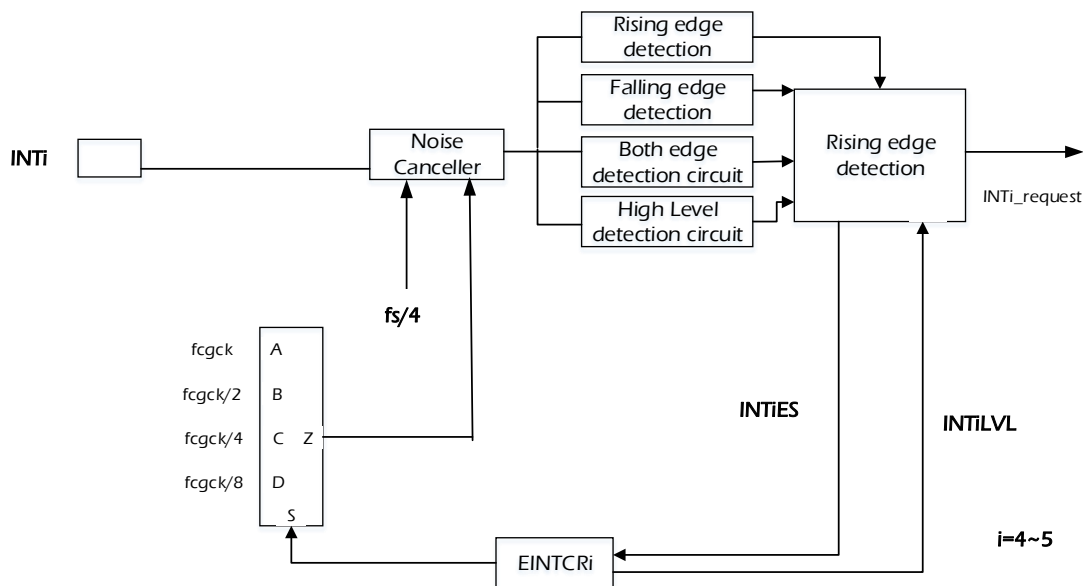 Rising edge
detection
Falling edge
detection
INTi
Noise
Canceller
Both edge
detection circuit
Rising edge
detection
INTi_request
High Level
detection circuit
fs/4
fcgck A
fcgck/2 B
fcgck/4 C Z
fcgck/8 D
S
INTiES
INTiLVL
EINTCRi
i=4~5